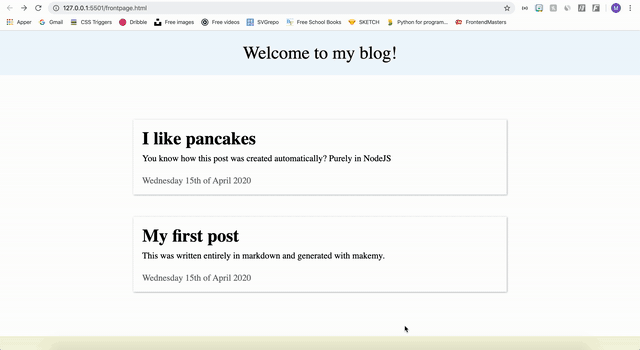 127.0.0.1:5501/frontpage.html
Apper Gmail CSS Triggers Dribble Free images Free videos SVGrepo Free School Books SKETCH Python for program... FrontendMasters
Welcome to my blog!
I like pancakes
You know how this post was created automatically? Purely in NodeJS
Wednesday 15th of April 2020
My first post
This was written entirely in markdown and generated with makemy.
Wednesday 15th of April 2020